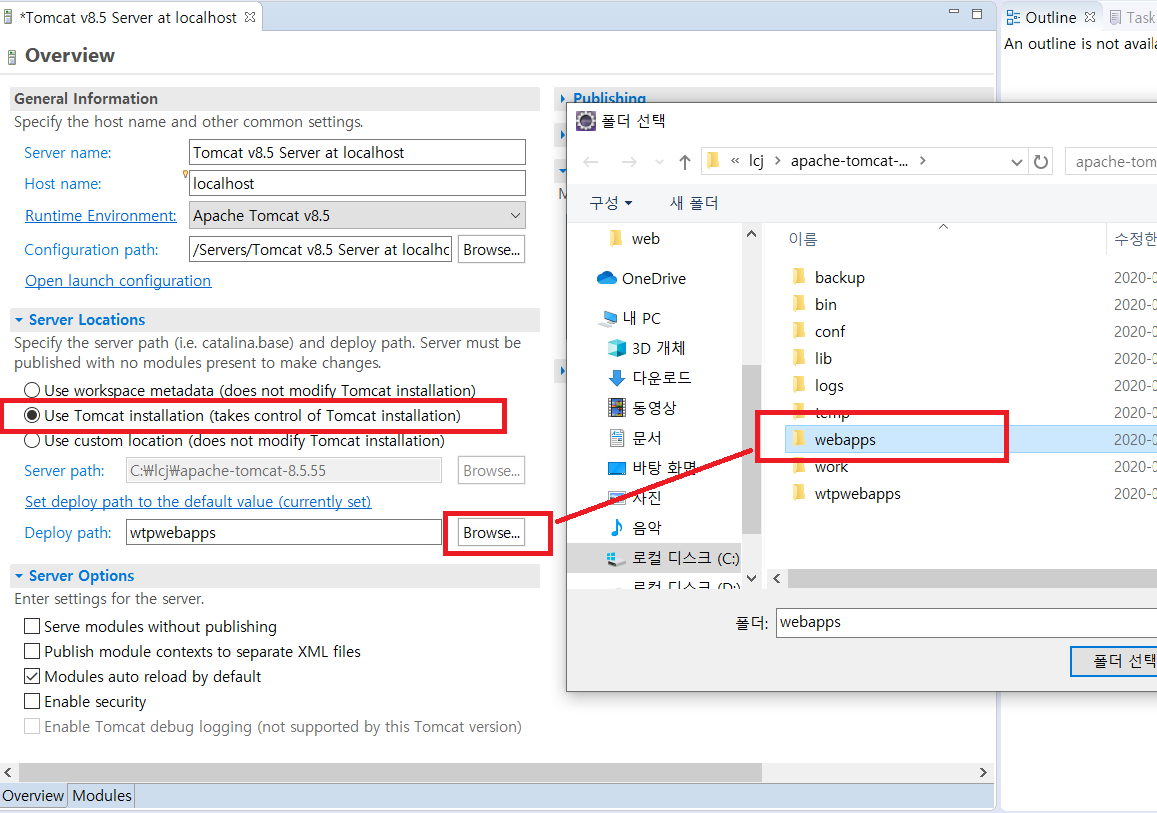 *Tomcat v8.5 Server at localhost
Overview
General Information
Specify the host name and other common settings.
Server name:
Tomcat v8.5 Server at localhost
Host name:
localhost
Runtime Environment:
Apache Tomcat v8.5
Configuration path:
/Servers/Tomcat v8.5 Server at localhc
Browse...
Open launch configuration
Server Locations
Specify the server path (i.e. catalina.base) and deploy path. Server must be
published with no modules present to make changes.
Use workspace metadata (does not modify Tomcat installation)
Use Tomcat installation (takes control of Tomcat installation)
Use custom location (does not modify Tomcat installation)
Server path:
C:₩lcj₩apache-tomcat-8.5.55
Browse...
Set deploy path to the default value (currently set)
Deploy path:
wtpwebapps
Browse...
Server Options
Enter settings for the server.
Serve modules without publishing
Publish module contexts to separate XML files
Modules auto reload by default
Enable security
Enable Tomcat debug logging (not supported by this Tomcat version)
Overview
Modules
Publishing
M
폴더 선택
« lcj > apache-tomcat-... >
apache-tom
구성
새 폴더
web
OneDrive
내 PC
3D 개체
다운로드
동영상
문서
바탕 화면
사진
음악
로컬 디스크 (C:)
로컬 디스크 (D:)
이름
수정한
backup
2020-0
bin
2020-0
conf
2020-0
lib
2020-0
logs
2020-0
temp
2020-0
webapps
2020-0
work
2020-0
wtpwebapps
2020-0
폴더:
webapps
폴더 선택
Outline
Task
An outline is not availa